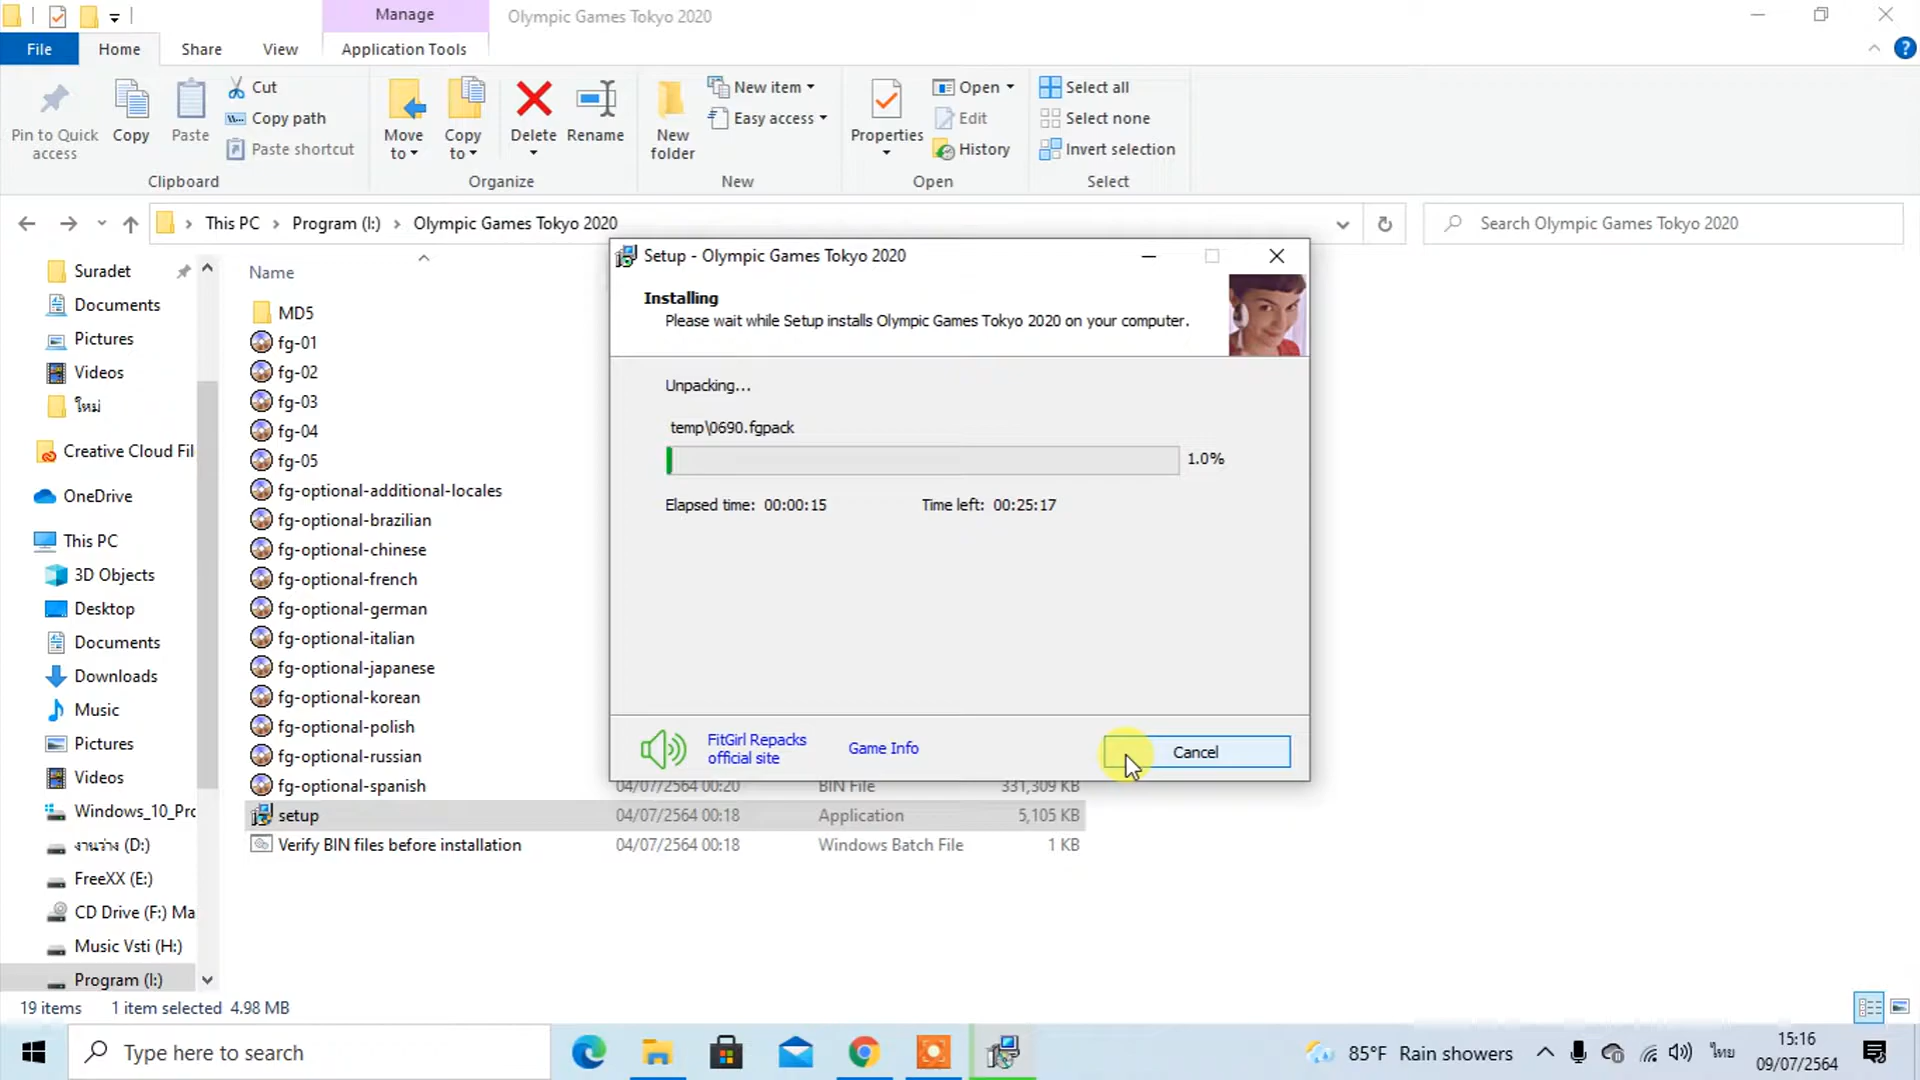 Manage
Olympic Games Tokyo 2020
File
Home
Share
View
Application Tools
Pin to Quick access
Copy
Paste
Cut
Copy path
Paste shortcut
Clipboard
Move to
Copy to
Delete
Rename
Organize
New folder
New item
Easy access
New
Properties
Open
Edit
History
Open
Select all
Select none
Invert selection
Select
This PC
Program (I:)
Olympic Games Tokyo 2020
Search Olympic Games Tokyo 2020
Suradet
Documents
Pictures
Videos
ใหม่
Creative Cloud Fil
OneDrive
This PC
3D Objects
Desktop
Documents
Downloads
Music
Pictures
Videos
Windows_10_Pro
งานว่าง (D:)
FreeXX (E:)
CD Drive (F:) Ma
Music Vsti (H:)
Program (I:)
Name
MD5
fg-01
fg-02
fg-03
fg-04
fg-05
fg-optional-additional-locales
fg-optional-brazilian
fg-optional-chinese
fg-optional-french
fg-optional-german
fg-optional-italian
fg-optional-japanese
fg-optional-korean
fg-optional-polish
fg-optional-russian
fg-optional-spanish 04/07/2564 00:20 BIN File 331,309 KB
setup 04/07/2564 00:18 Application 5,105 KB
Verify BIN files before installation 04/07/2564 00:18 Windows Batch File 1 KB
Setup - Olympic Games Tokyo 2020
Installing
Please wait while Setup installs Olympic Games Tokyo 2020 on your computer.
Unpacking...
temp\0690.fgpack
1.0%
Elapsed time: 00:00:15 Time left: 00:25:17
FitGirl Repacks
official site
Game Info
Cancel
19 items 1 item selected 4.98 MB
Type here to search
85°F Rain showers
ไทย
15:16
09/07/2564